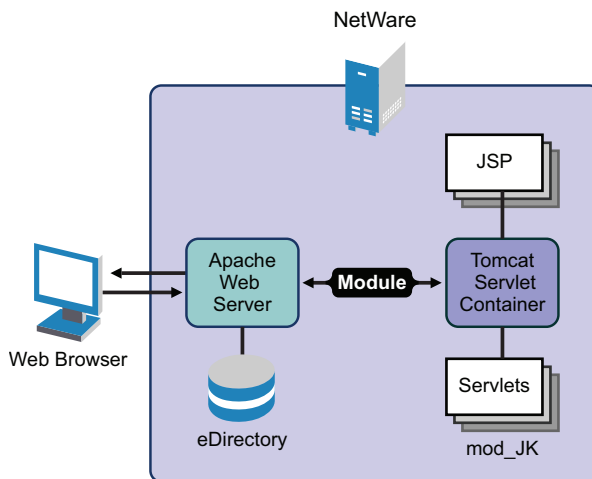 NetWare
JSP
Apache
Web
Server
Module
Tomcat
Servlet
Container
Web Browser
eDirectory
Servlets
mod_JK